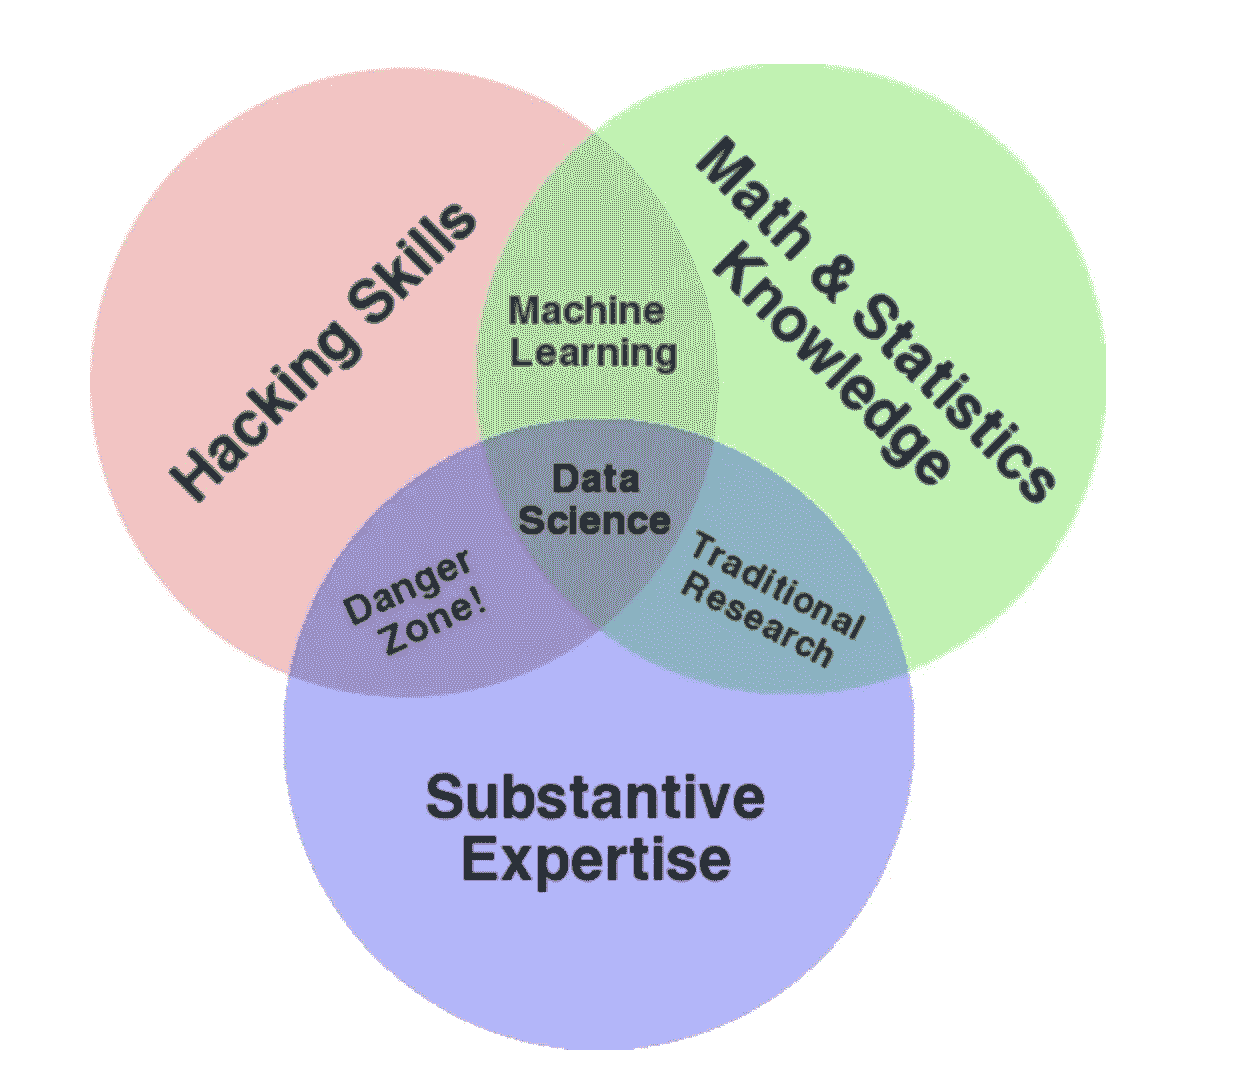 Hacking Skills
Math & Statistics
Knowledge
Machine
Learning
Data
Science
Danger
Zone!
Traditional
Research
Substantive
Expertise